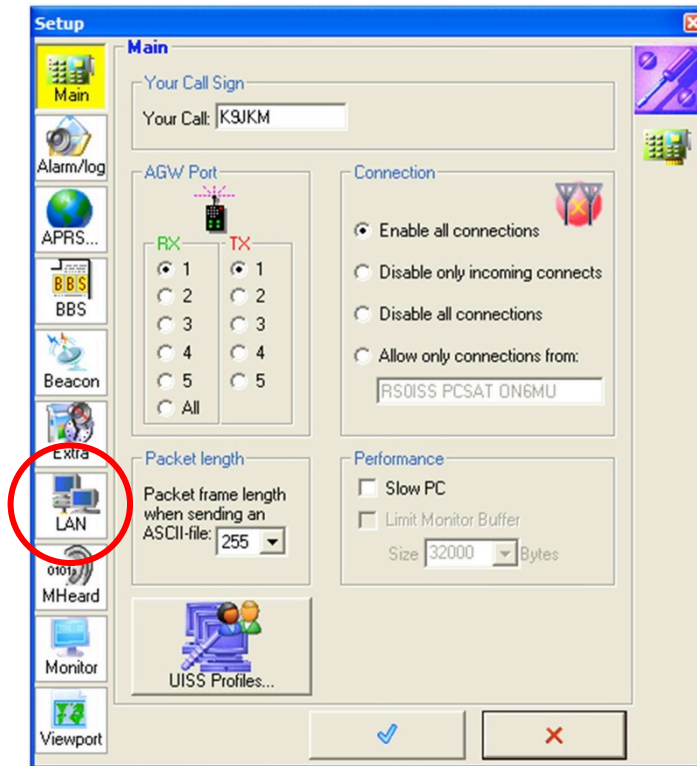 Setup
Main
Alarm/log
APRS...
BBS
BBS
Beacon
Extra
LAN
0101
MHeard
Monitor
Viewport
Main
Your Call Sign
Your Call: K9JKM
AGW Port
RX TX
1 1
2 2
3 3
4 4
5 5
All
Connection
Enable all connections
Disable only incoming connects
Disable all connections
Allow only connections from:
RS0ISS PCSAT ON6MU
Packet length
Packet frame length
when sending an
ASCII-file: 255
Performance
Slow PC
Limit Monitor Buffer
Size 32000 Bytes
UISS Profiles...